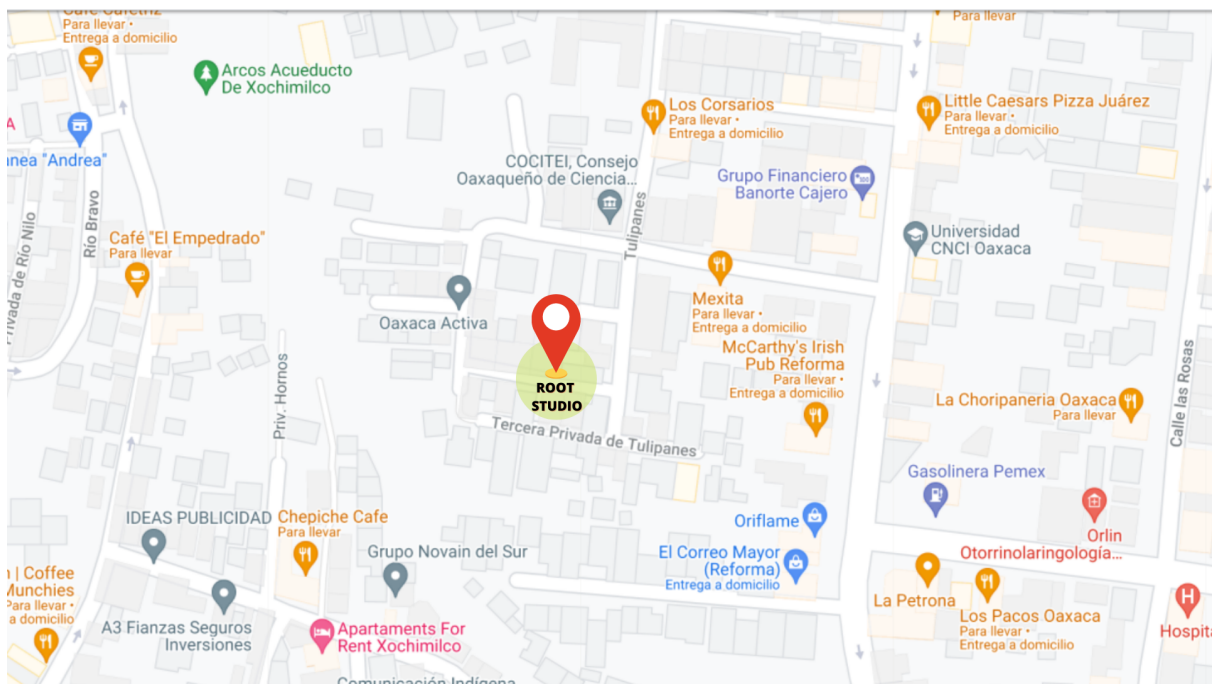 Café Cafetriz
Para llevar •
Entrega a domicilio
Para llevar
Arcos Acueducto
De Xochimilco
Los Corsarios
Para llevar •
Entrega a domicilio
Little Caesars Pizza Juárez
Para llevar •
Entrega a domicilio
A
nea "Andrea"
COCITEI, Consejo
Oaxaqueño de Ciencia...
Grupo Financiero
Banorte Cajero
Río Bravo
Privada de Río Nilo
Café "El Empedrado"
Para llevar
Tulipanes
Universidad
CNCI Oaxaca
Oaxaca Activa
Mexita
Para llevar •
Entrega a domicilio
McCarthy's Irish
Pub Reforma
Para llevar •
Entrega a domicilio
Priv. Hornos
ROOT
STUDIO
Tercera Privada de Tulipanes
La Choripaneria Oaxaca
Para llevar
Calle las Rosas
Gasolinera Pemex
IDEAS PUBLICIDAD
Chepiche Cafe
Para llevar
Oriflame
Orlin
Otorrinolaringología...
Grupo Novain del Sur
El Correo Mayor
(Reforma)
Entrega a domicilio
n | Coffee
Munchies
Para llevar •
a domicilio
La Petrona
Los Pacos Oaxaca
Para llevar •
Entrega a domicilio
H
Hospit
A3 Fianzas Seguros
Inversiones
Apartaments For
Rent Xochimilco
Comunicación Indígena